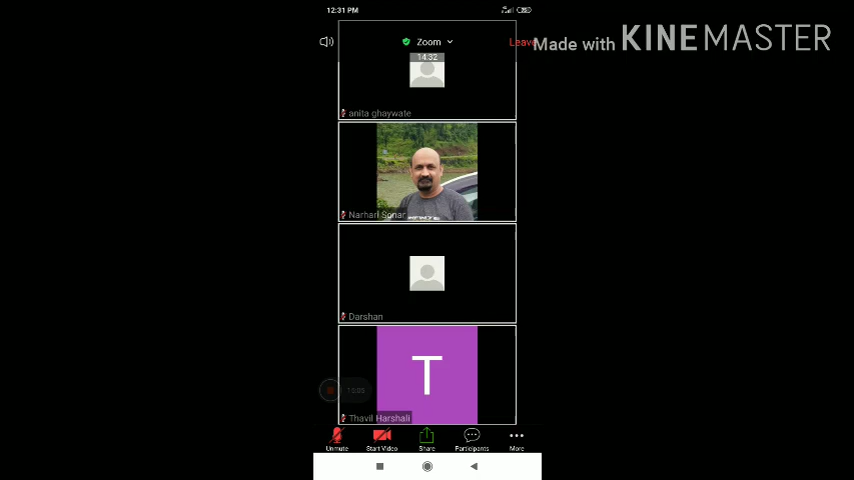 12:31 PM
Zoom
Leave
Made with KINEMASTER
14:32
anita ghaywate
Narhari Sonar
Darshan
T
Thavil Harshali
Unmute
Start Video
Share
Participants
More